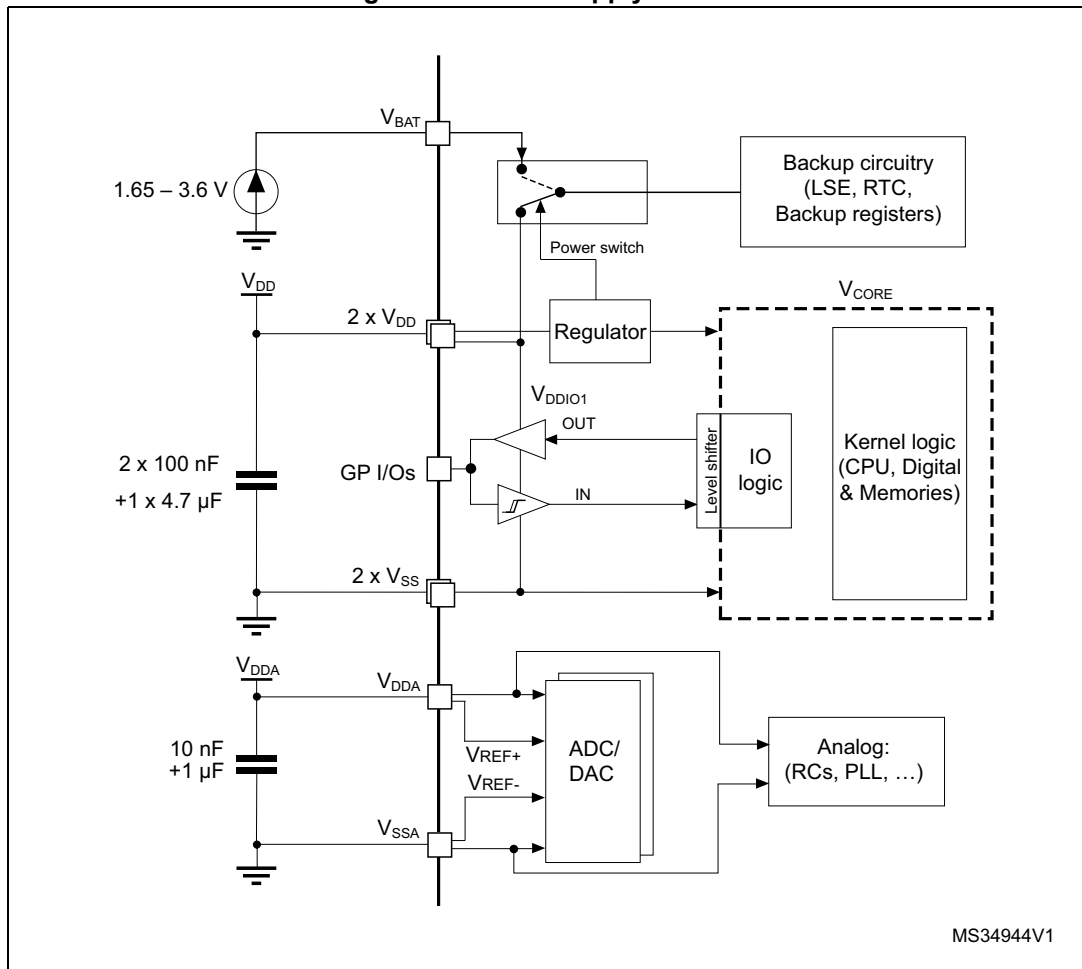 VBAT
1.65 – 3.6 V
Backup circuitry
(LSE, RTC,
Backup registers)
Power switch
VDD
2 x VDD
Regulator
VCORE
VDDIO1
OUT
GP I/Os
IN
Level shifter
IO
logic
Kernel logic
(CPU, Digital
& Memories)
2 x 100 nF
+1 x 4.7 µF
2 x VSS
VDDA
VDDA
10 nF
+1 µF
VREF+
VREF-
ADC/
DAC
Analog:
(RCs, PLL, …)
VSSA
MS34944V1